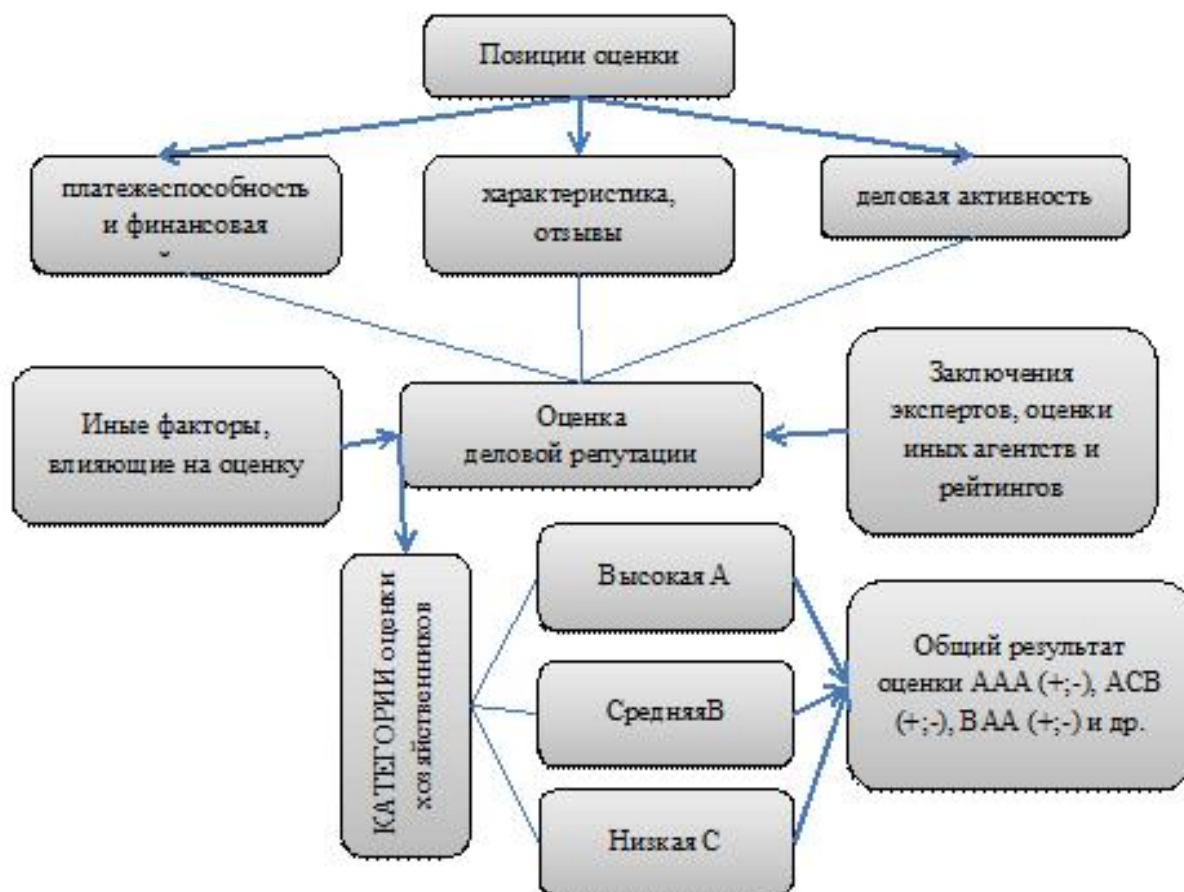 Позиции оценки
платежеспособность
и финансовая
характеристика,
отзывы
деловая активность
Иные факторы,
влияющие на оценку
Оценка
деловой репутации
Заключения
экспертов, оценки
иных агентств и
рейтингов
КАТЕГОРИИ оценки
хозяйственников
Высокая А
СредняяВ
Низкая С
Общий результат
оценки ААА (+;-), АСВ
(+;-), ВАА (+;-) и др.